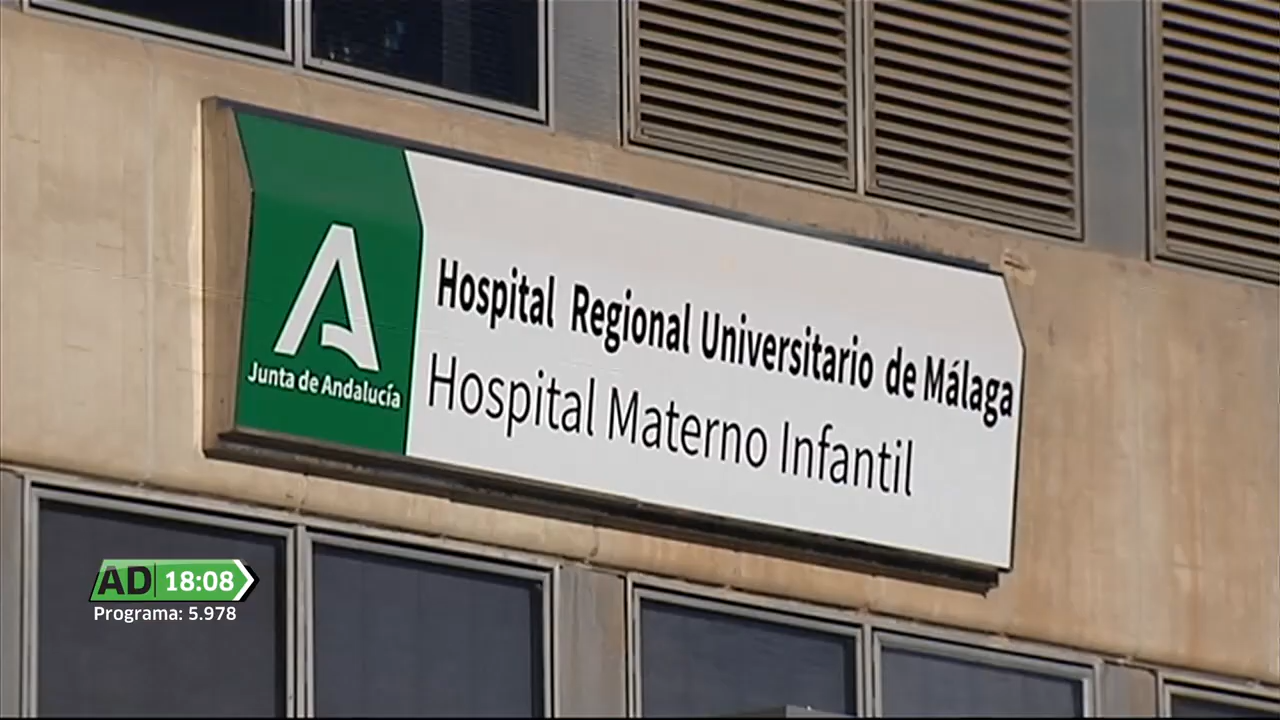 Hospital Regional Universitario de Málaga
Hospital Materno Infantil
Junta de Andalucía
AD 18:08
Programa: 5.978